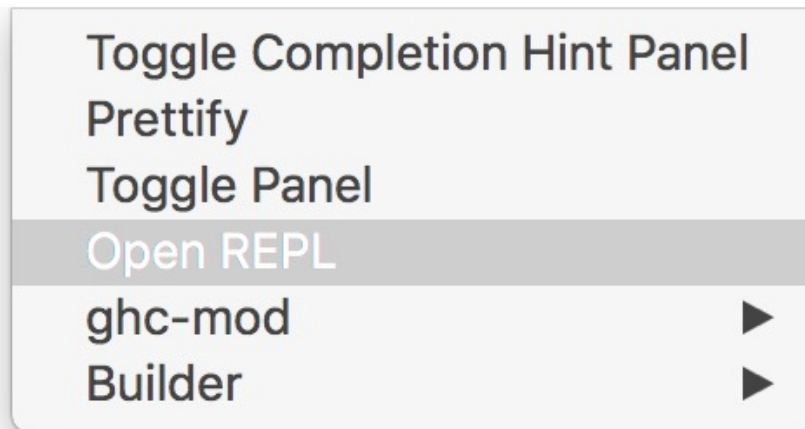 Toggle Completion Hint Panel
Prettify
Toggle Panel
Open REPL
ghc-mod
Builder